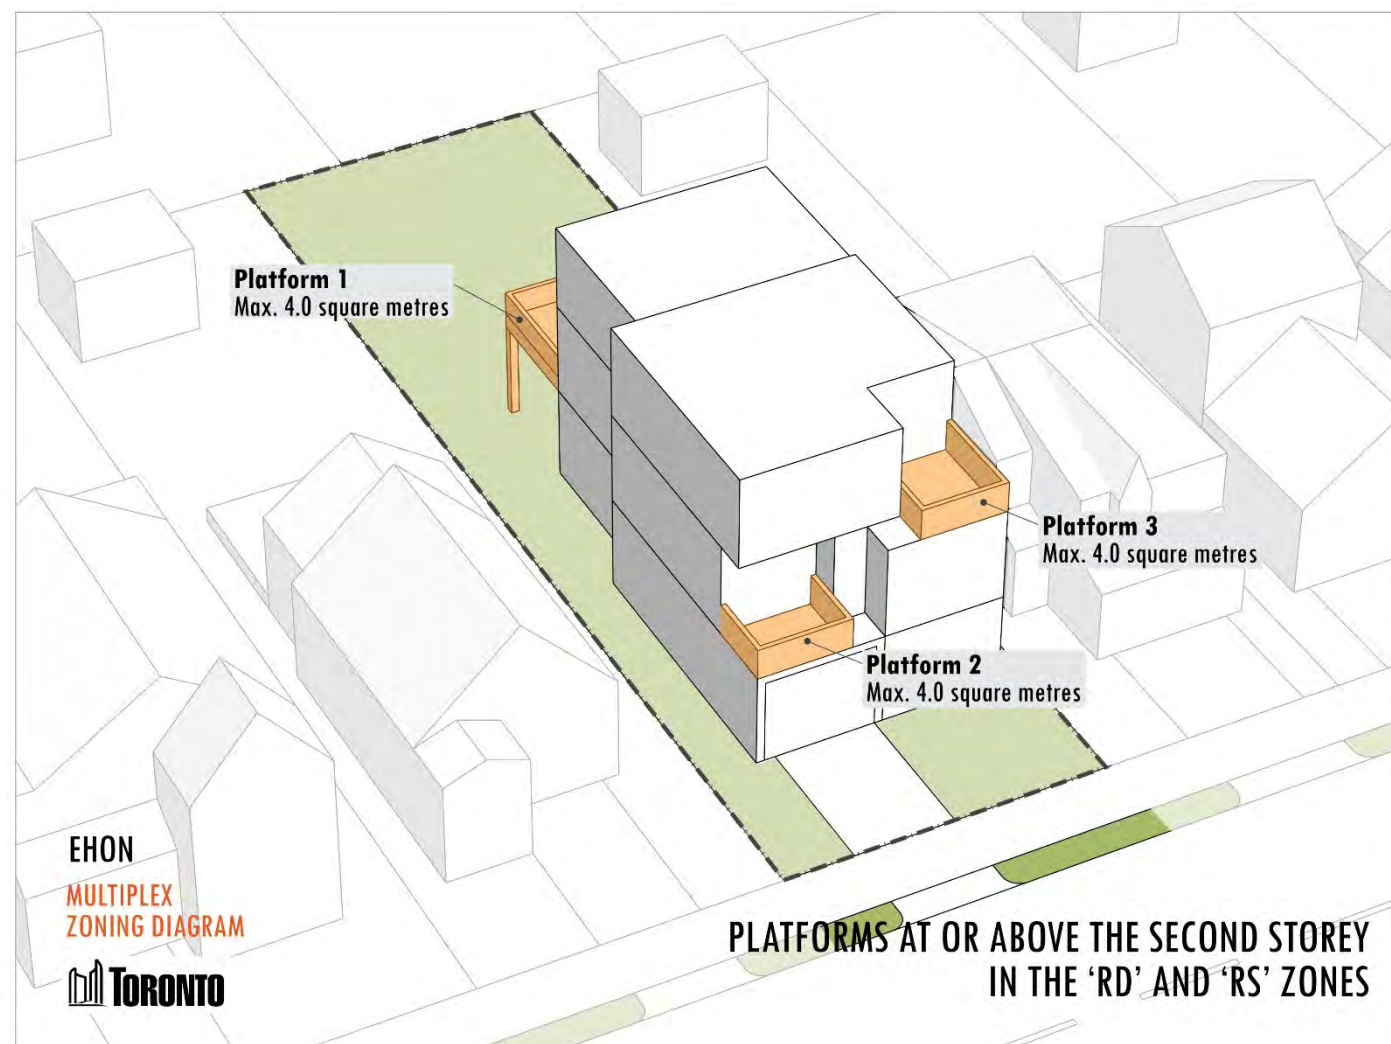 Platform 1
Max. 4.0 square metres
Platform 3
Max. 4.0 square metres
Platform 2
Max. 4.0 square metres
EHON
MULTIPLEX
ZONING DIAGRAM
TORONTO
PLATFORMS AT OR ABOVE THE SECOND STOREY
IN THE ‘RD’ AND ‘RS’ ZONES